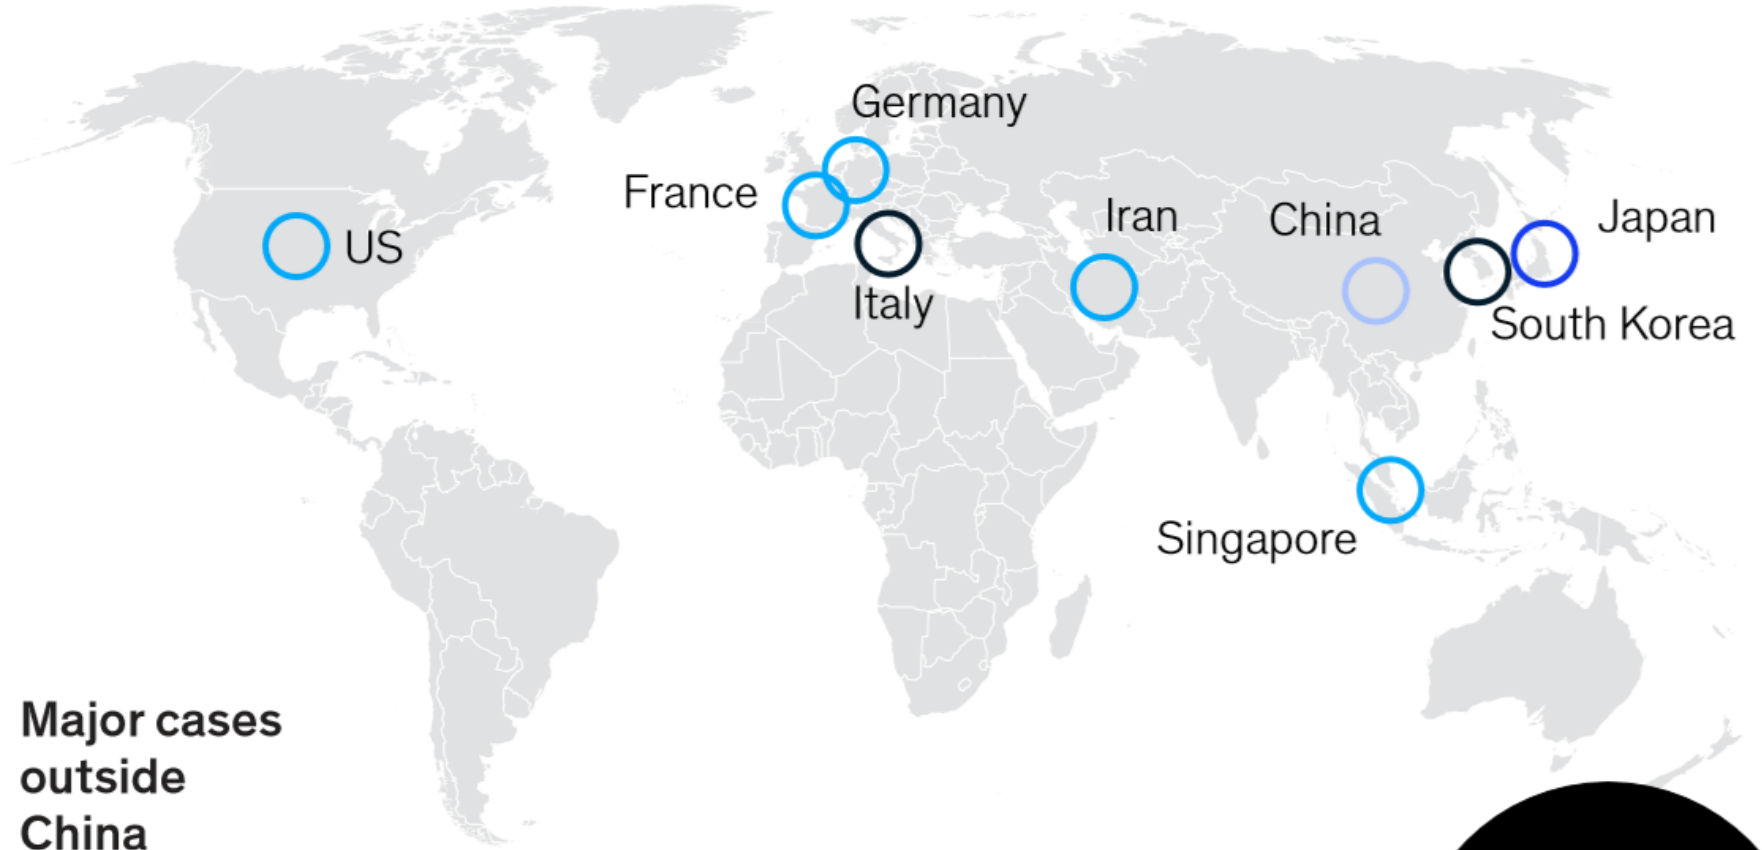 Germany
France
Iran
China
Japan
US
Italy
South Korea
Singapore
Major cases
outside
China